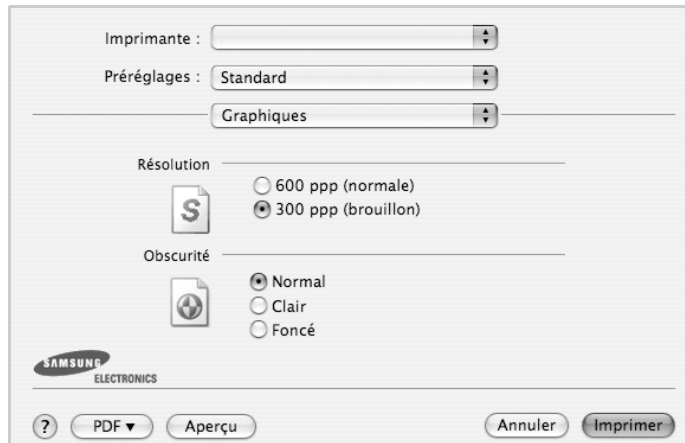 Imprimante :
Préréglages : Standard
Graphiques
Résolution
600 ppp (normale)
300 ppp (brouillon)
Obscurité
Normal
Clair
Foncé
SAMSUNG
ELECTRONICS
? PDF ▼ Aperçu Annuler Imprimer